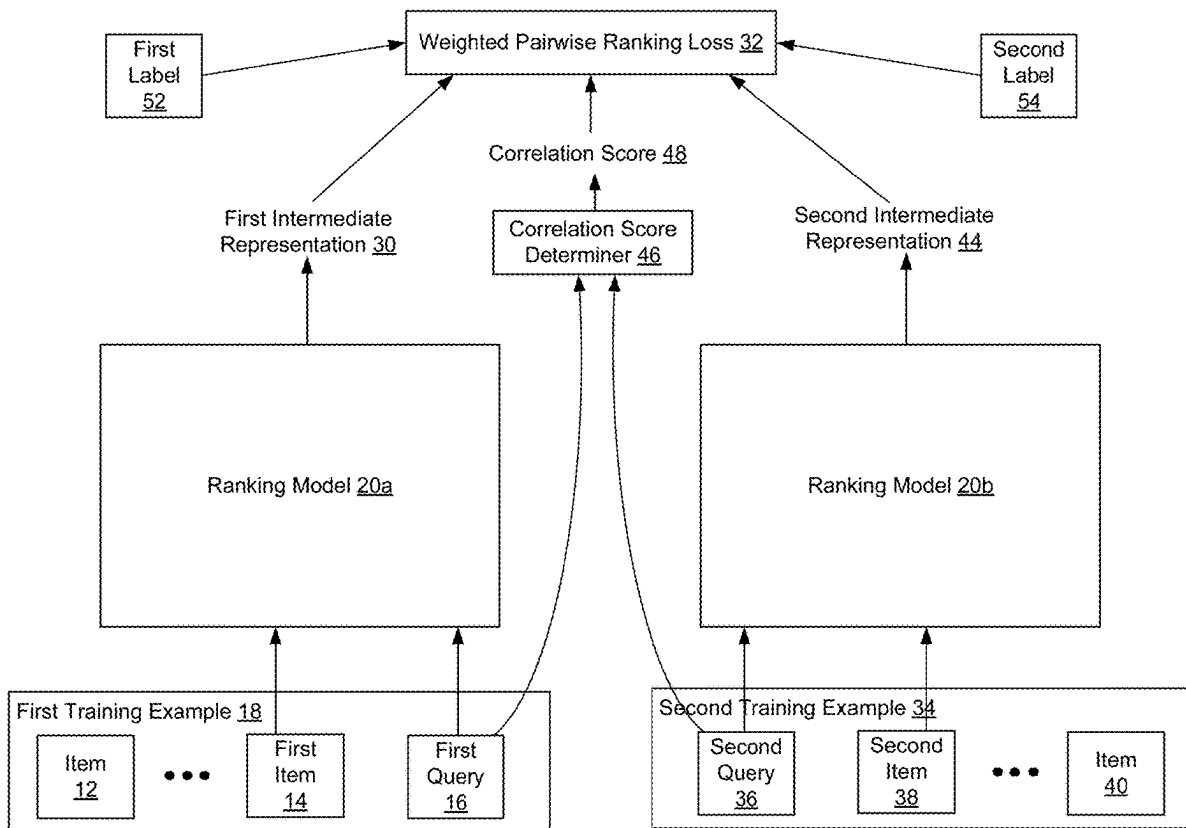 First
Label
52
Weighted Pairwise Ranking Loss 32
Second
Label
54
Correlation Score 48
First Intermediate
Representation 30
Correlation Score
Determiner 46
Second Intermediate
Representation 44
Ranking Model 20a
Ranking Model 20b
First Training Example 18
Item
12
First
Item
14
First
Query
16
Second Training Example 34
Second
Query
36
Second
Item
38
Item
40